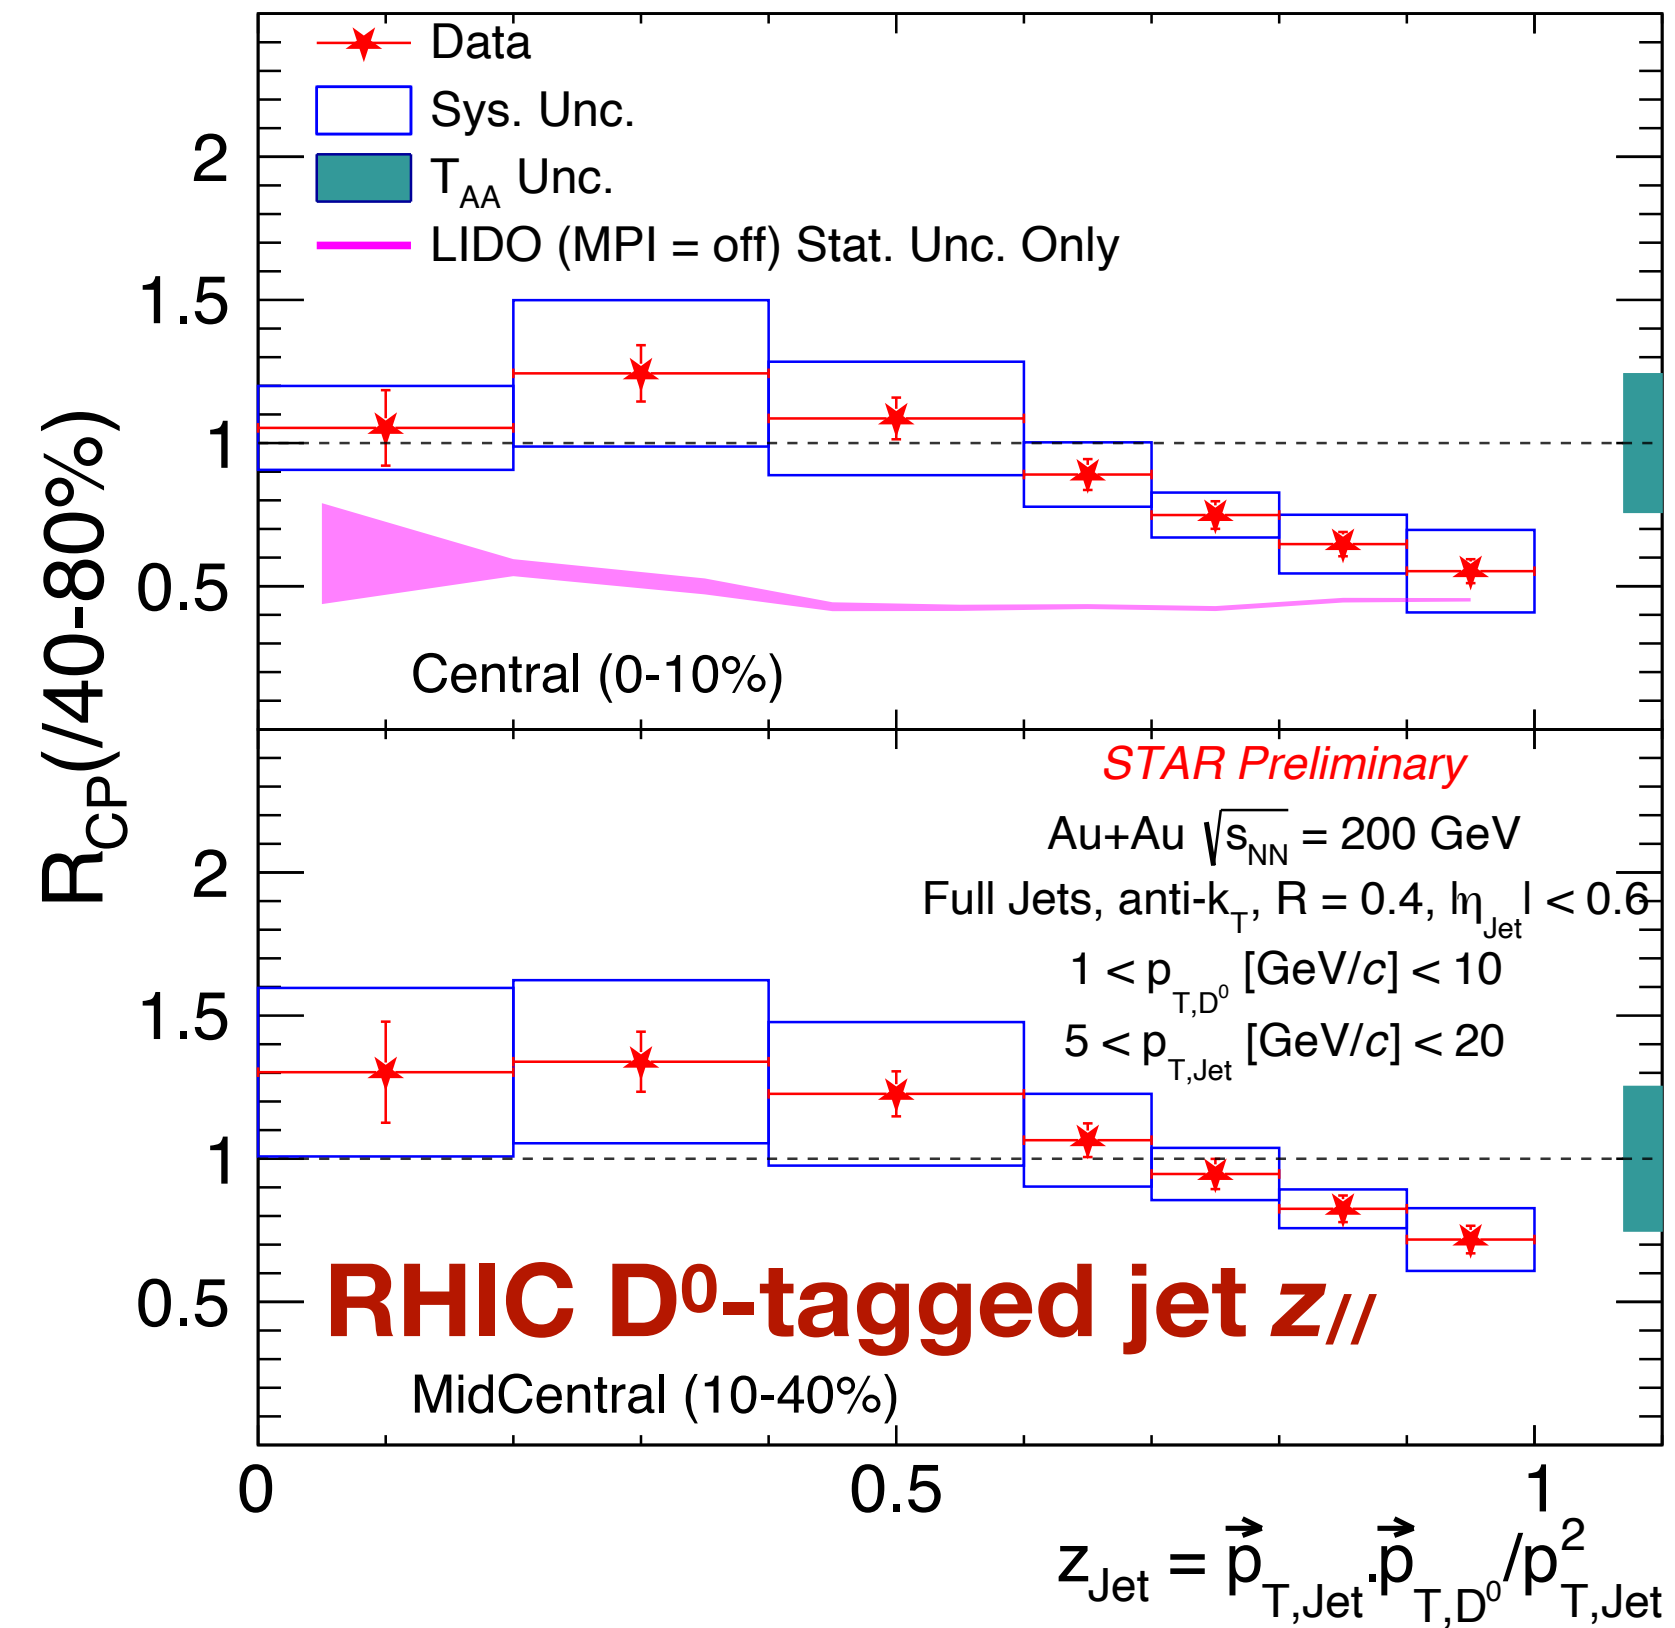 Data
Sys. Unc.
T_AA Unc.
LIDO (MPI = off) Stat. Unc. Only
2
1.5
1
0.5
Central (0-10%)
R_CP(/40-80%)
STAR Preliminary
Au+Au √s_NN = 200 GeV
Full Jets, anti-k_T, R = 0.4, |η_Jet| < 0.6
1 < p_T,D⁰ [GeV/c] < 10
5 < p_T,Jet [GeV/c] < 20
2
1.5
1
0.5
RHIC D⁰-tagged jet z//
MidCentral (10-40%)
0 0.5 1
z_Jet = p⃗_T,Jet.p⃗_T,D⁰/p²_T,Jet